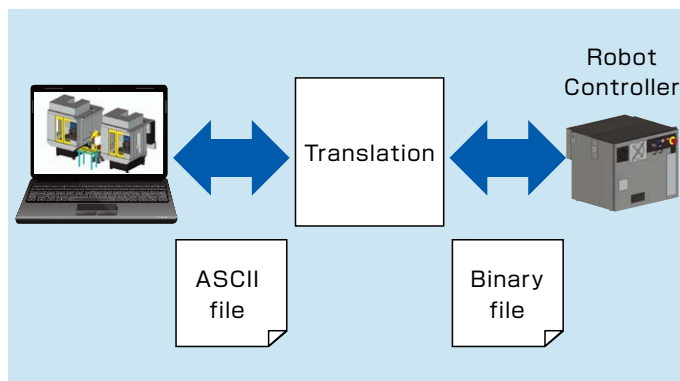 Robot
Controller
Translation
ASCII
file
Binary
file